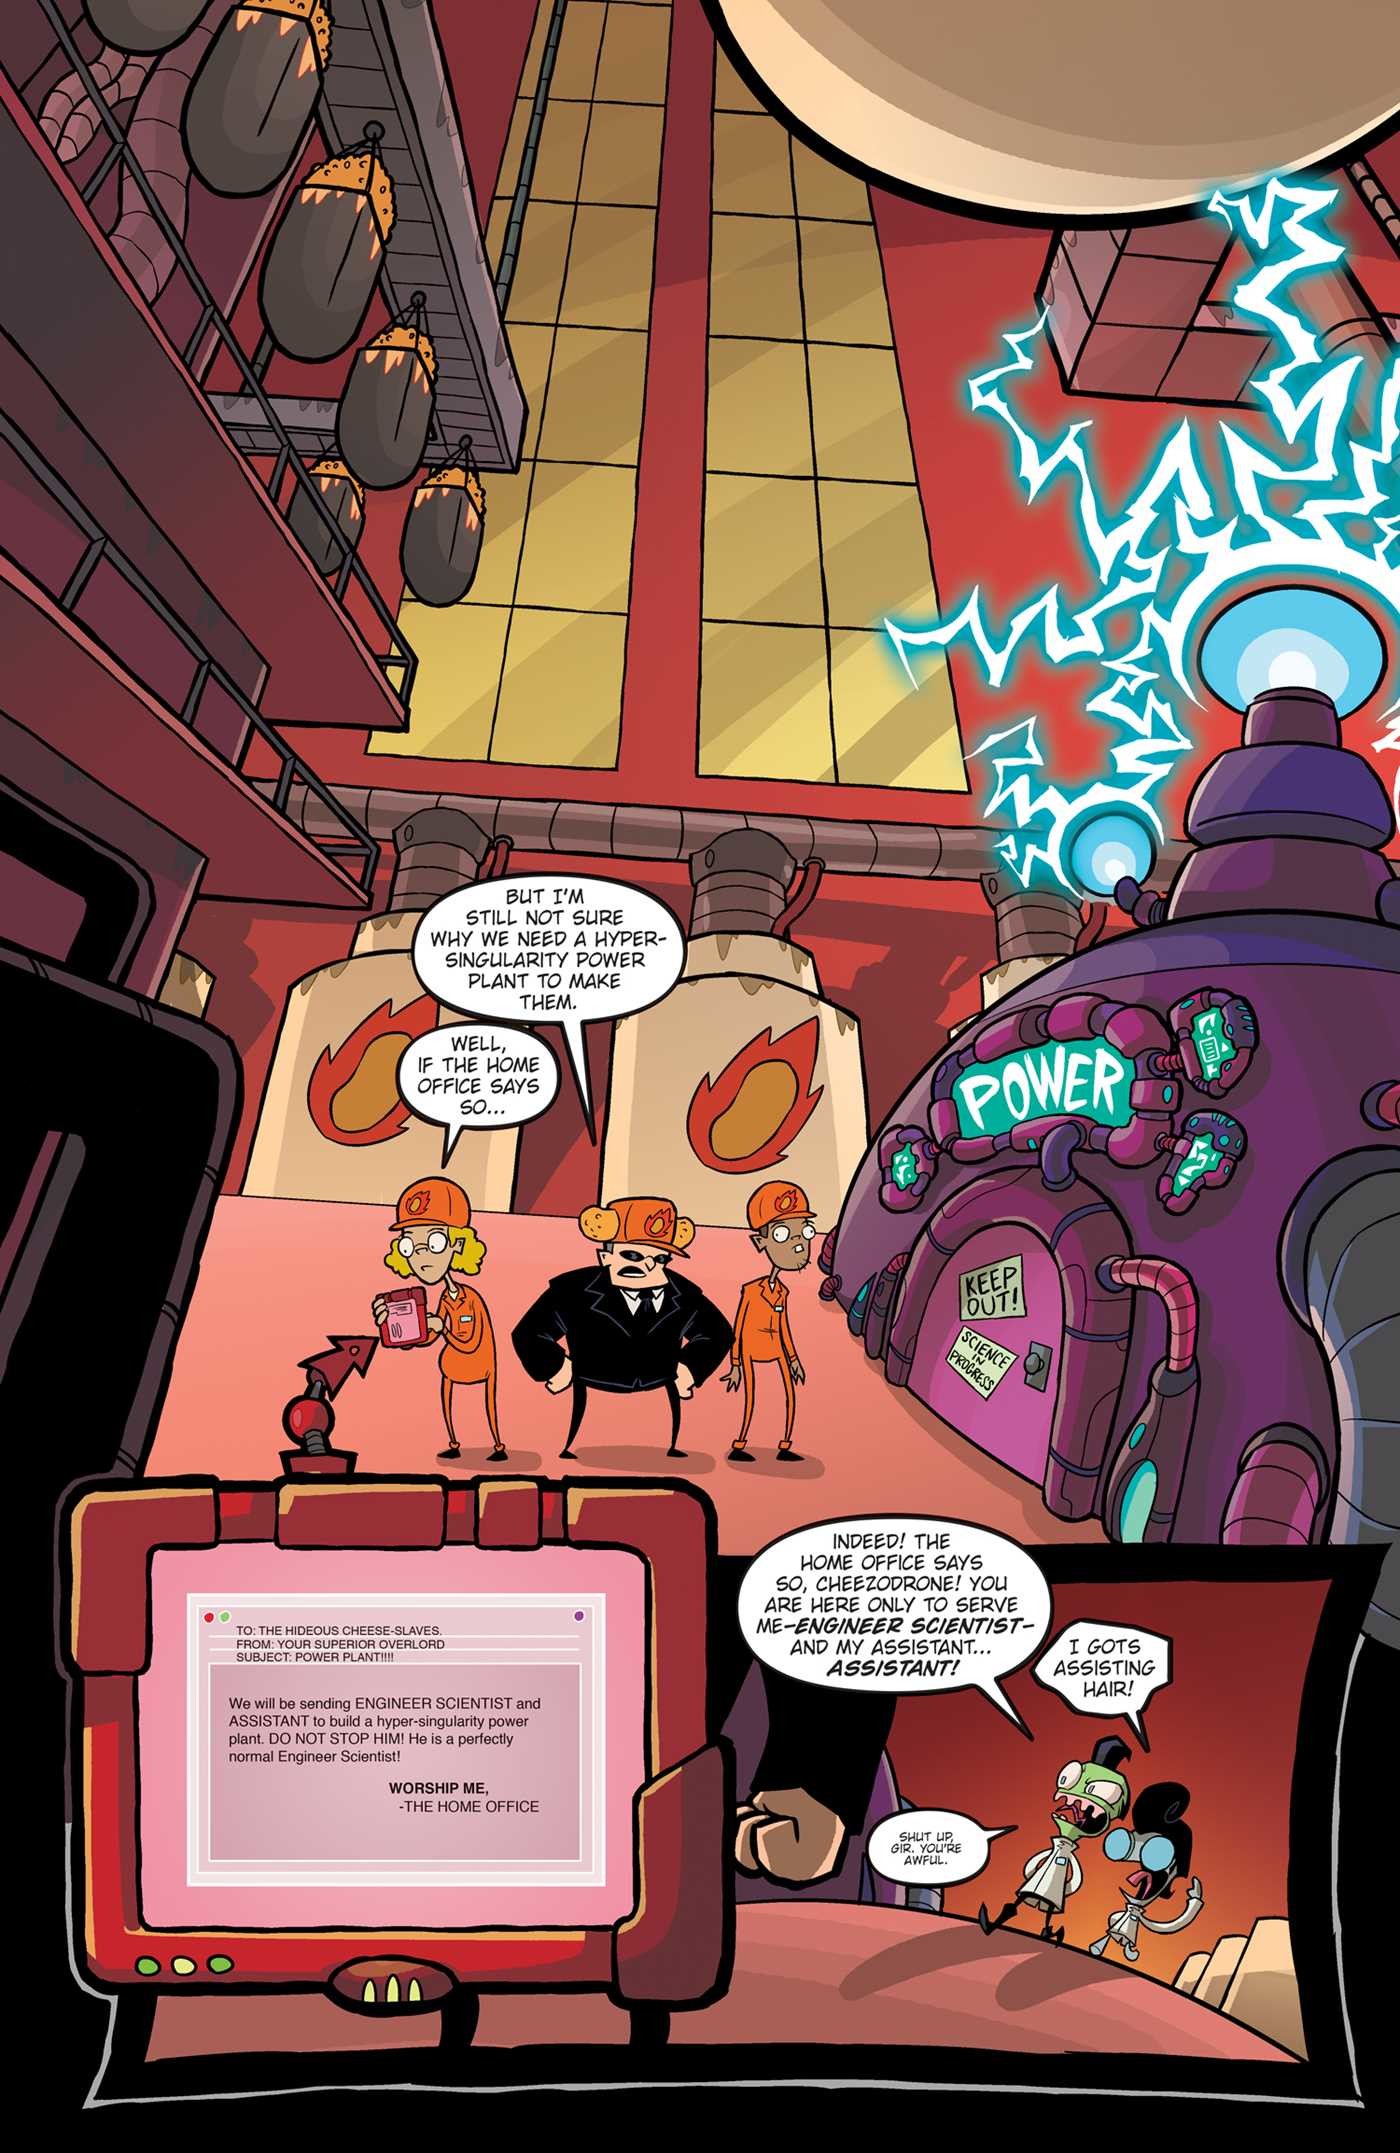 BUT I'M
STILL NOT SURE
WHY WE NEED A HYPER-
SINGULARITY POWER
PLANT TO MAKE
THEM.
WELL,
IF THE HOME
OFFICE SAYS
SO...
POWER
KEEP
OUT!
SCIENCE
IN
PROGRESS
TO: THE HIDEOUS CHEESE-SLAVES.
FROM: YOUR SUPERIOR OVERLORD
SUBJECT: POWER PLANT!!!!
We will be sending ENGINEER SCIENTIST and
ASSISTANT to build a hyper-singularity power
plant. DO NOT STOP HIM! He is a perfectly
normal Engineer Scientist!
WORSHIP ME,
-THE HOME OFFICE
INDEED! THE
HOME OFFICE SAYS
SO, CHEEZODRONE! YOU
ARE HERE ONLY TO SERVE
ME-ENGINEER SCIENTIST-
AND MY ASSISTANT...
ASSISTANT!
I GOTS
ASSISTING
HAIR!
SHUT UP,
GIR. YOU'RE
AWFUL.